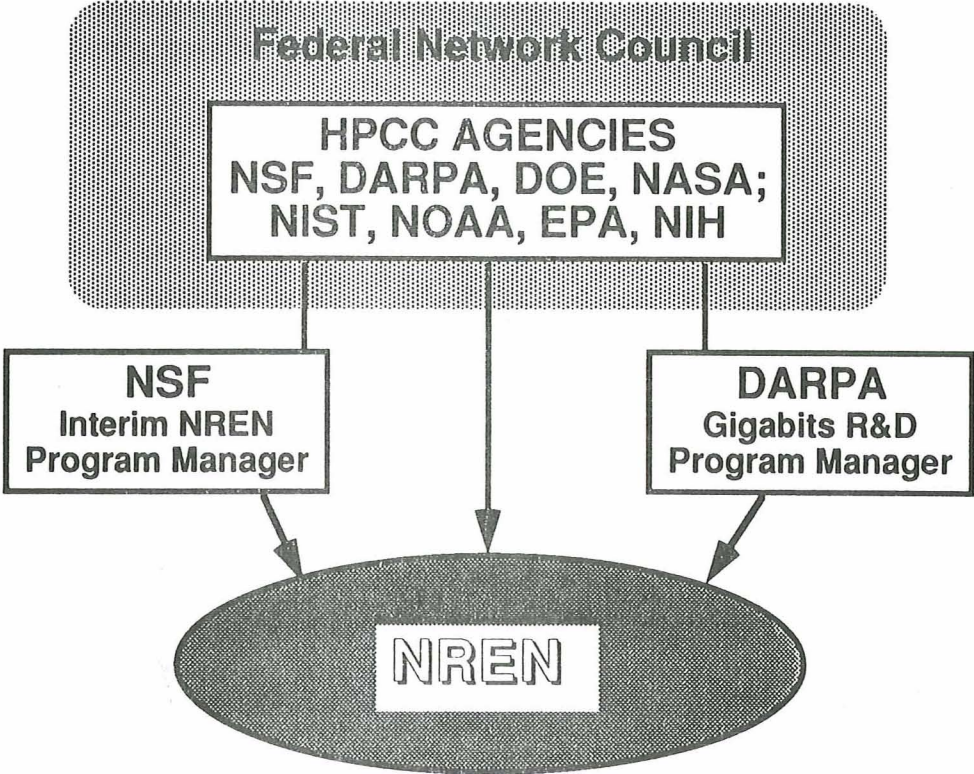 Federal Network Council
HPCC AGENCIES
NSF, DARPA, DOE, NASA;
NIST, NOAA, EPA, NIH
NSF
Interim NREN
Program Manager
DARPA
Gigabits R&D
Program Manager
NREN